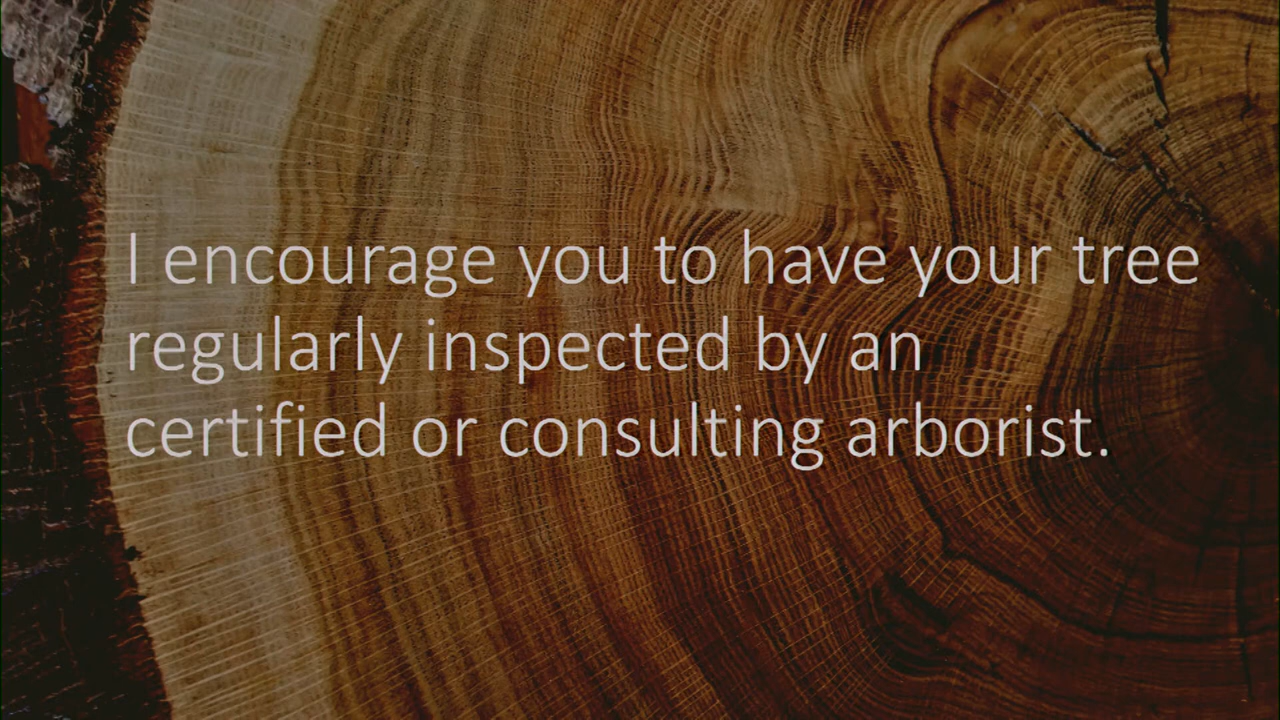 I encourage you to have your tree
regularly inspected by an
certified or consulting arborist.